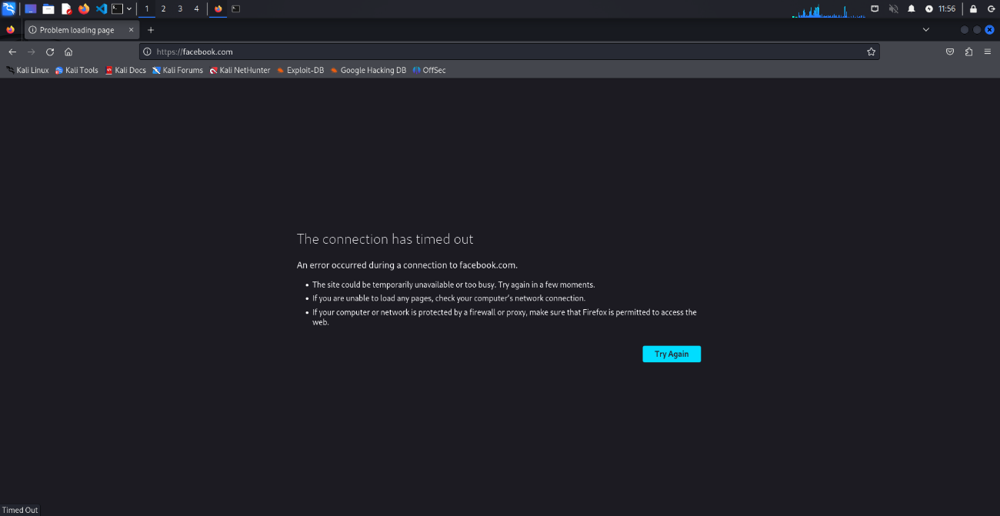 1 2 3 4 11:56
Problem loading page
https://facebook.com
Kali Linux Kali Tools Kali Docs Kali Forums Kali NetHunter Exploit-DB Google Hacking DB OffSec
The connection has timed out
An error occurred during a connection to facebook.com.
• The site could be temporarily unavailable or too busy. Try again in a few moments.
• If you are unable to load any pages, check your computer’s network connection.
• If your computer or network is protected by a firewall or proxy, make sure that Firefox is permitted to access the
web.
Try Again
Timed Out